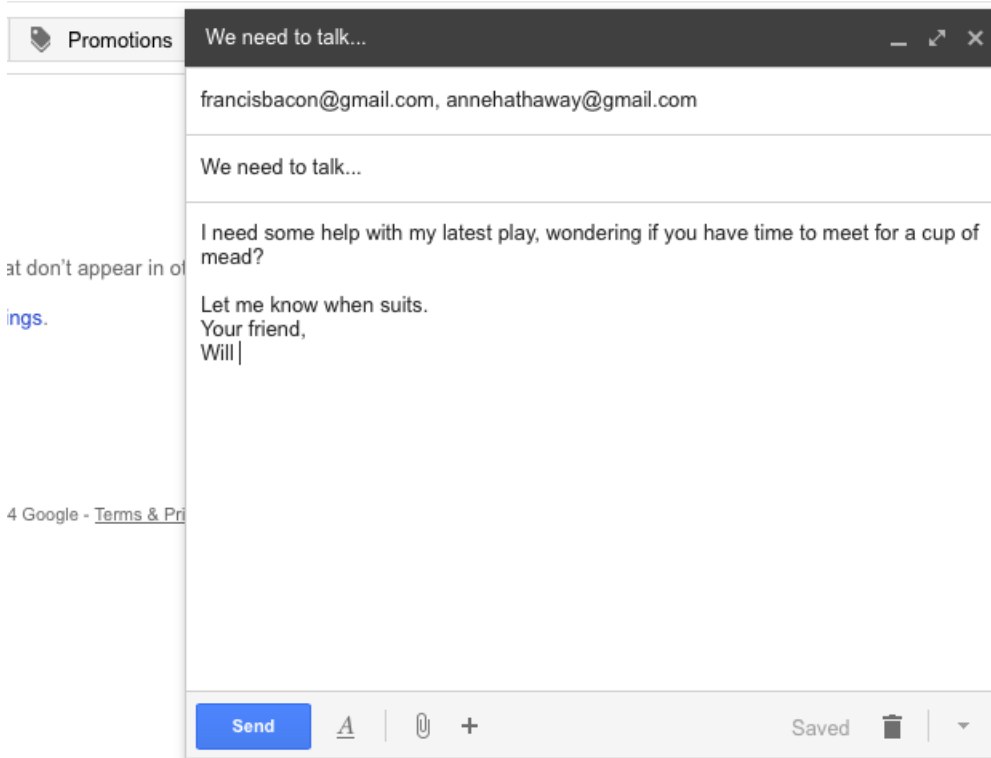 Promotions
We need to talk...
francisbacon@gmail.com, annehathaway@gmail.com
We need to talk...
I need some help with my latest play, wondering if you have time to meet for a cup of
mead?
at don't appear in
Let me know when suits.
ings.
Your friend,
Will
4 Google - Terms &
Send
A
Saved